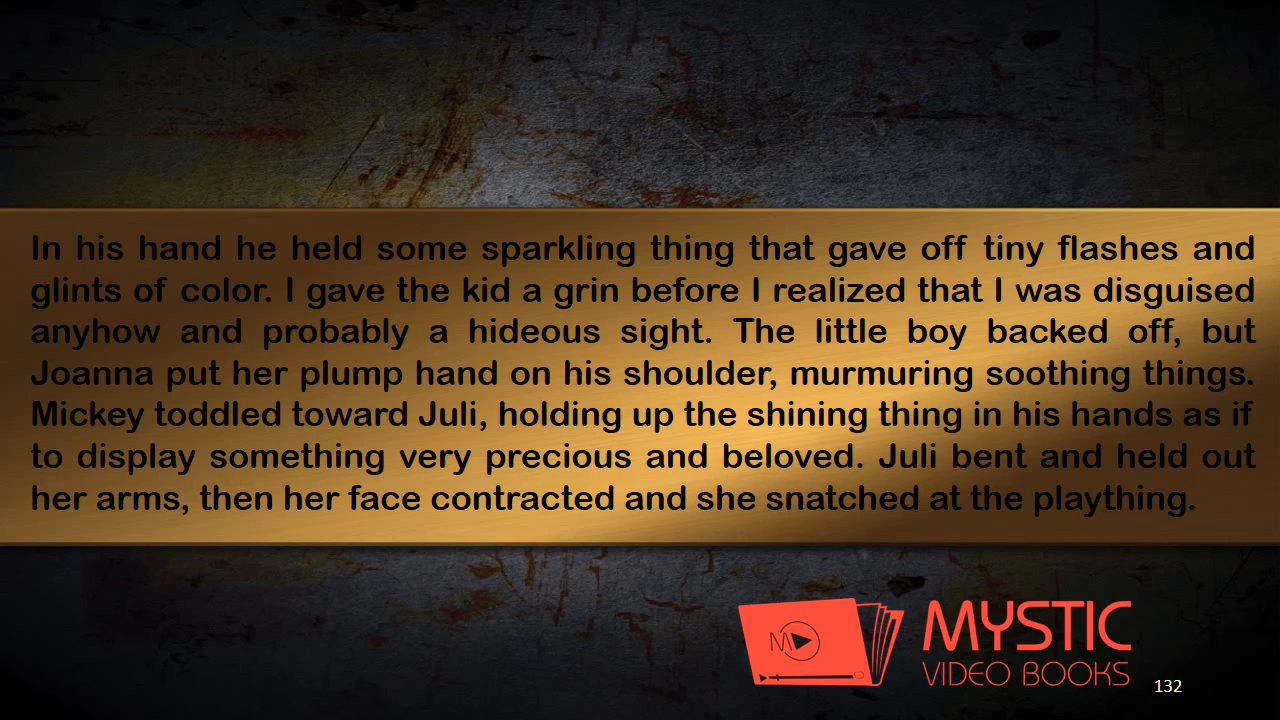 In his hand he held some sparkling thing that gave off tiny flashes and
glints of color. I gave the kid a grin before I realized that I was disguised
anyhow and probably a hideous sight. The little boy backed off, but
Joanna put her plump hand on his shoulder, murmuring soothing things.
Mickey toddled toward Juli, holding up the shining thing in his hands as if
to display something very precious and beloved. Juli bent and held out
her arms, then her face contracted and she snatched at the plaything.
M
MYSTIC
VIDEO BOOKS
132